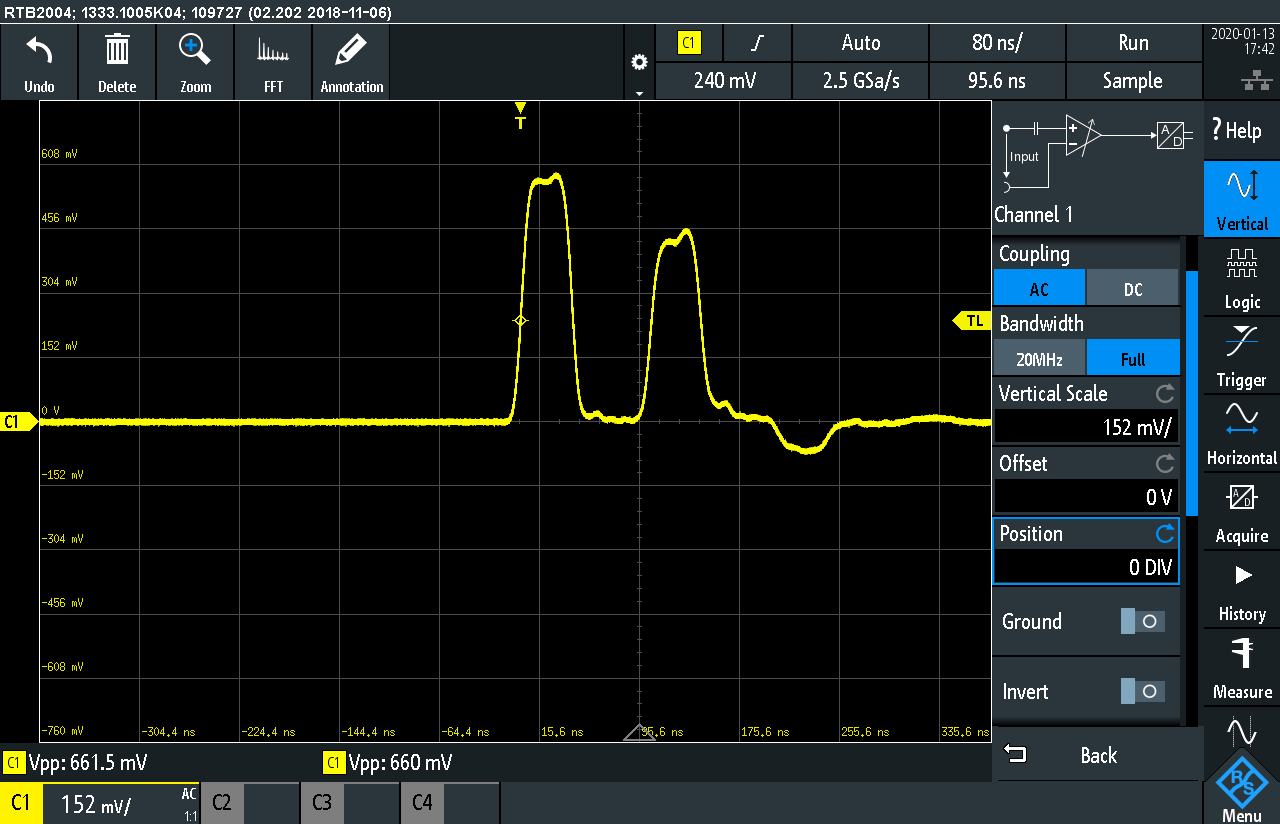 RTB2004; 1333.1005K04; 109727 (02.202 2018-11-06)
Undo
Delete
Zoom
FFT
Annotation
C1
Auto
80 ns/
Run
240 mV
2.5 GSa/s
95.6 ns
Sample
2020-01-13
17:42
T
608 mV
456 mV
304 mV
152 mV
0 V
-152 mV
-304 mV
-456 mV
-608 mV
-760 mV
C1
TL
-304.4 ns
-224.4 ns
-144.4 ns
-64.4 ns
15.6 ns
95.6 ns
175.6 ns
255.6 ns
335.6 ns
Input
A
D
Channel 1
Coupling
AC
DC
Bandwidth
20MHz
Full
Vertical Scale
152 mV/
Offset
0 V
Position
0 DIV
Ground
Invert
Back
? Help
Vertical
Logic
Trigger
Horizontal
A
D
Acquire
History
Measure
R S
Menu
C1 Vpp: 661.5 mV
C1 Vpp: 660 mV
C1
152 mV/
AC
1:1
C2
C3
C4